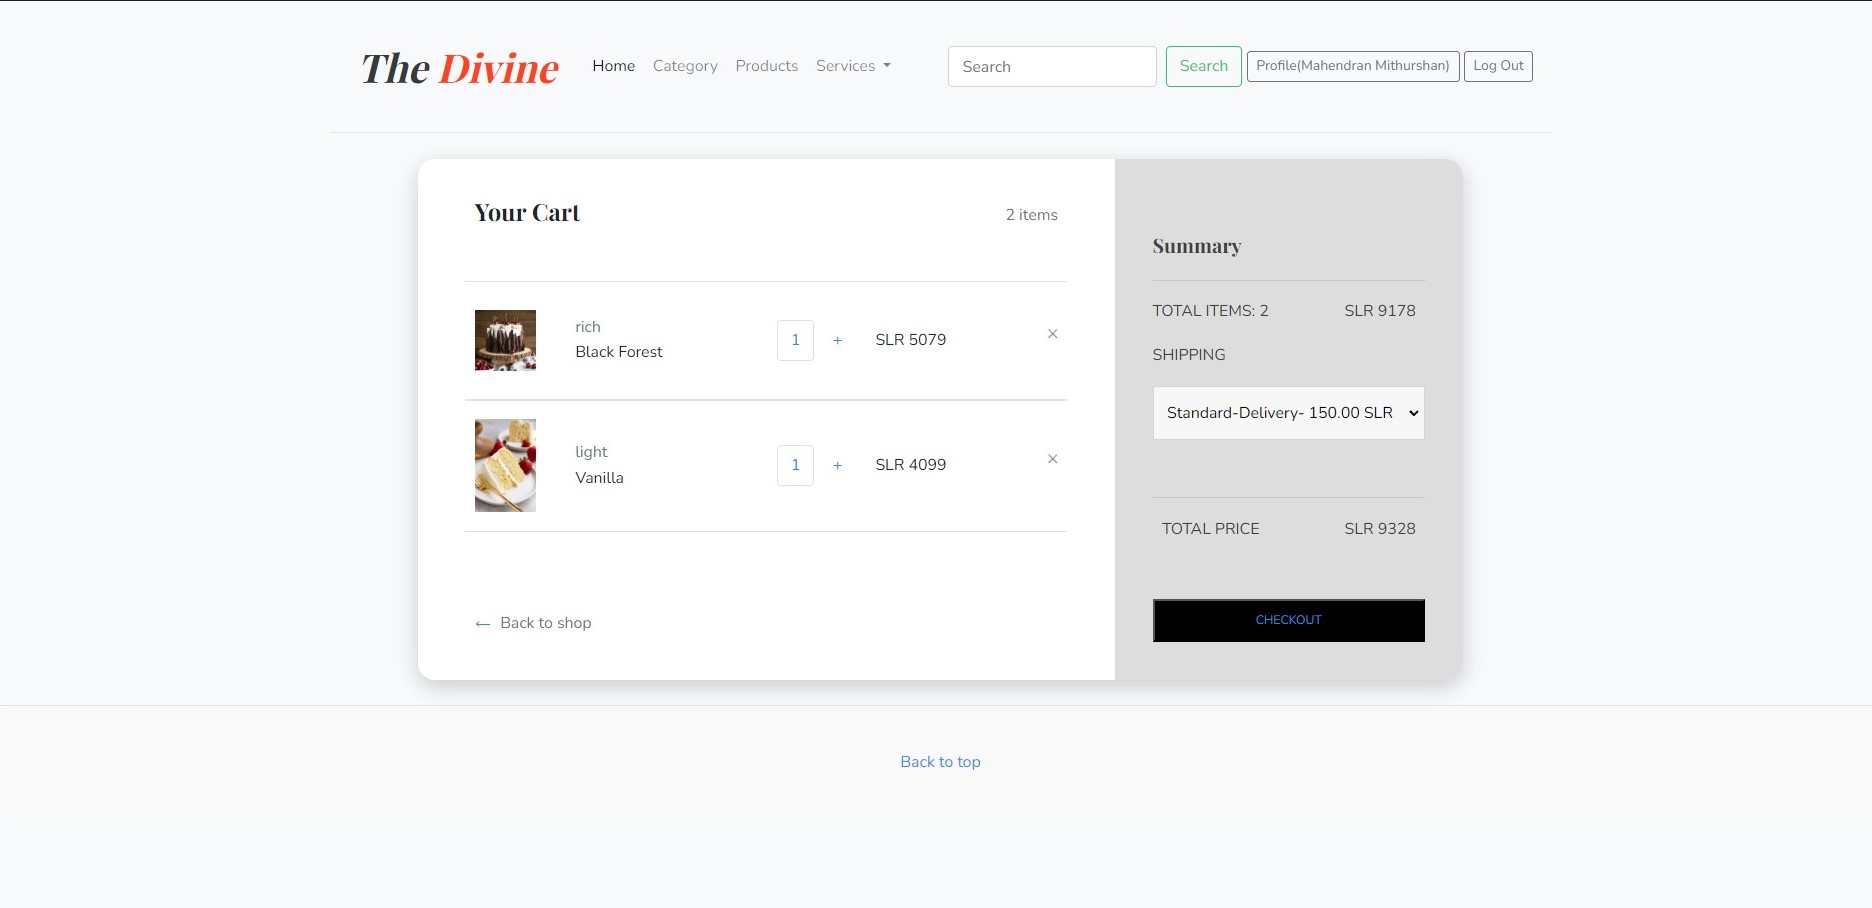 The Divine
Home Category Products Services
Search
Search
Profile(Mahendran Mithurshan)
Log Out
Your Cart
2 items
rich
Black Forest
1 + SLR 5079 ×
light
Vanilla
1 + SLR 4099 ×
← Back to shop
Summary
TOTAL ITEMS: 2 SLR 9178
SHIPPING
Standard-Delivery- 150.00 SLR
TOTAL PRICE SLR 9328
CHECKOUT
Back to top